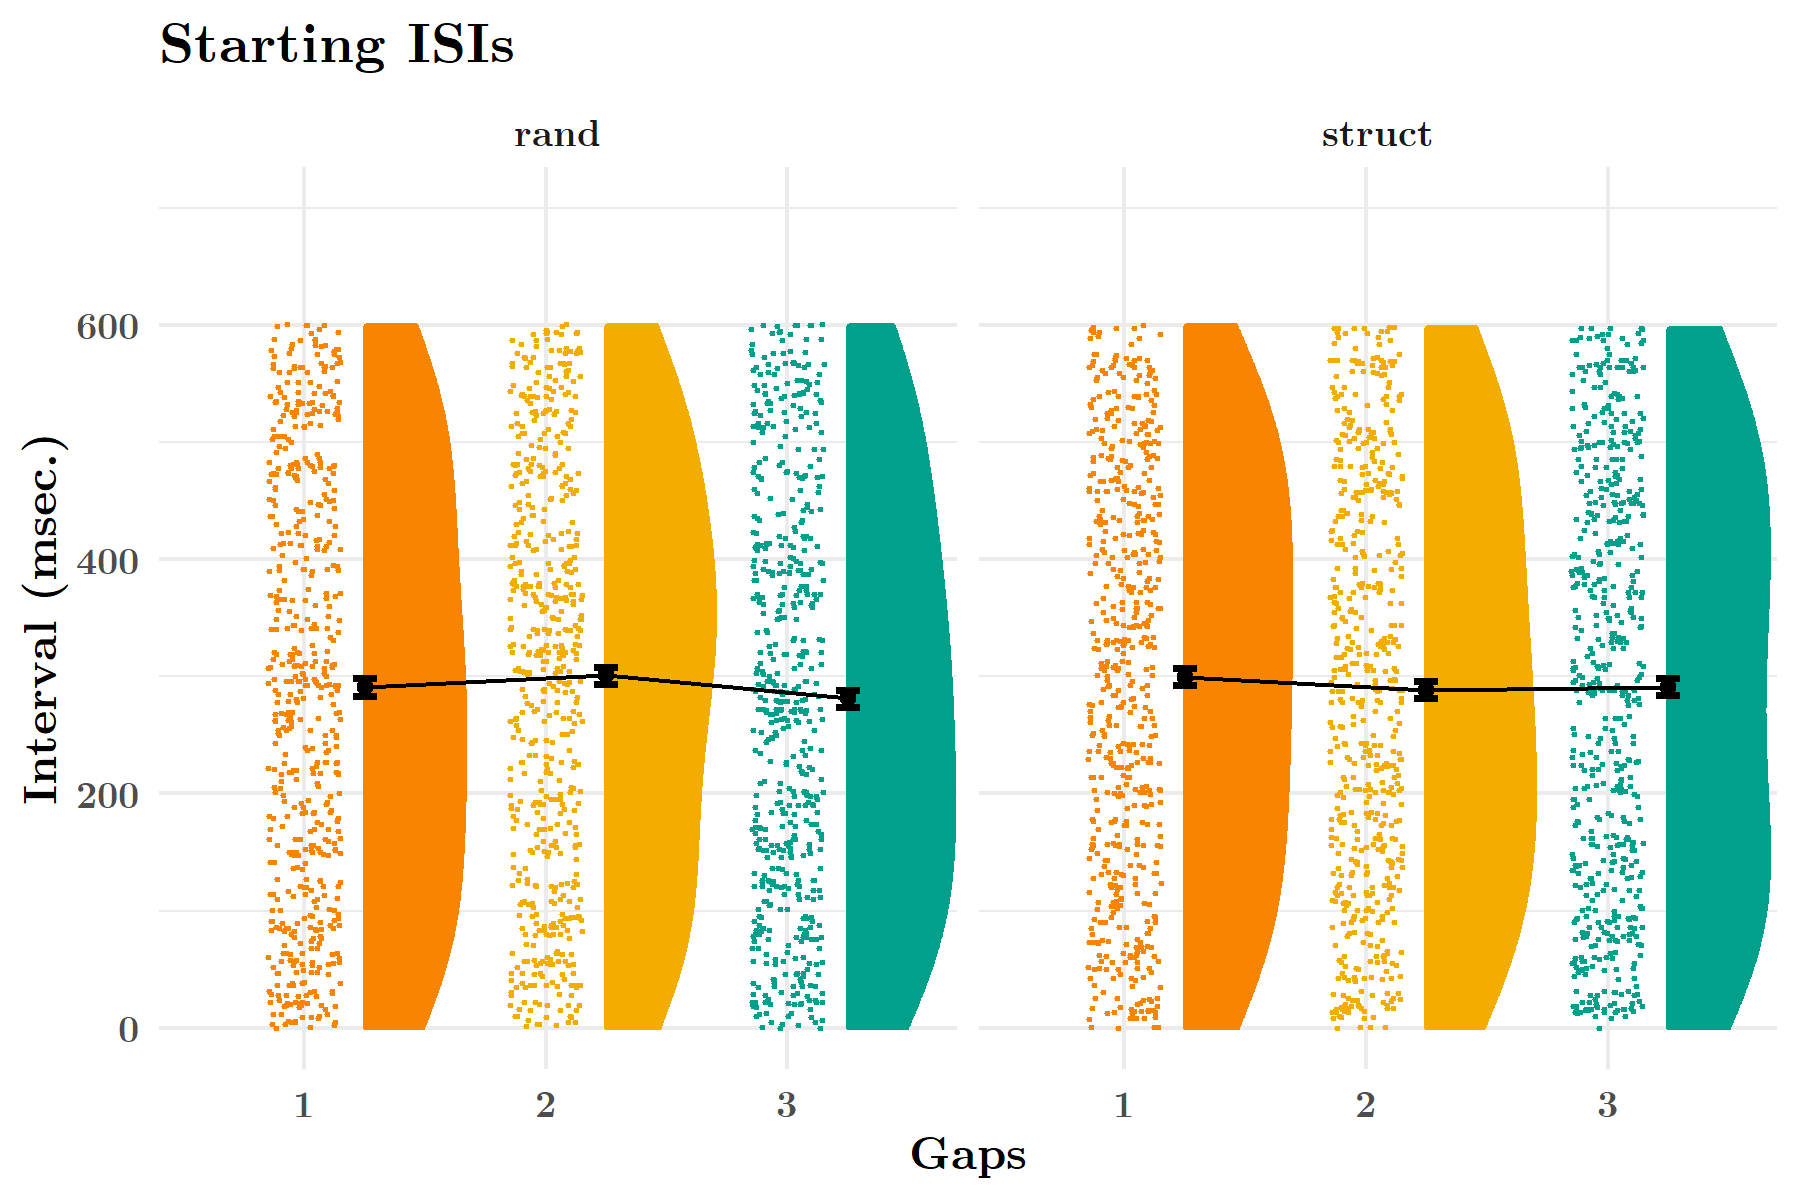 Starting ISIs
rand
struct
Interval (msec.)
600
400
200
0
1 2 3
1 2 3
Gaps